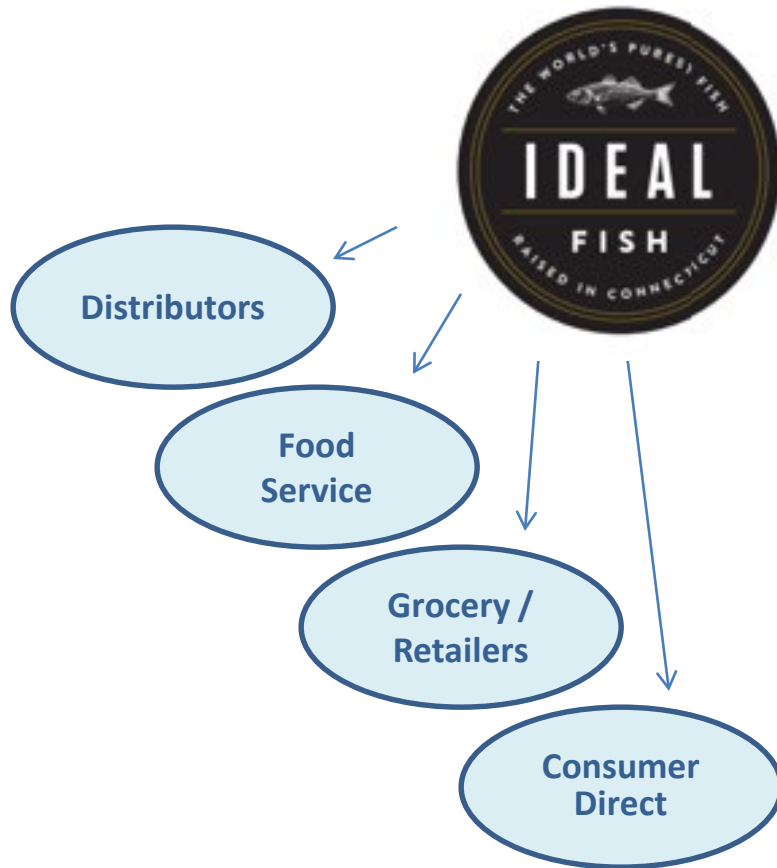 THE WORLD'S PUREST FISH
IDEAL
FISH
RAISED IN CONNECTICUT
Distributors
Food
Service
Grocery /
Retailers
Consumer
Direct